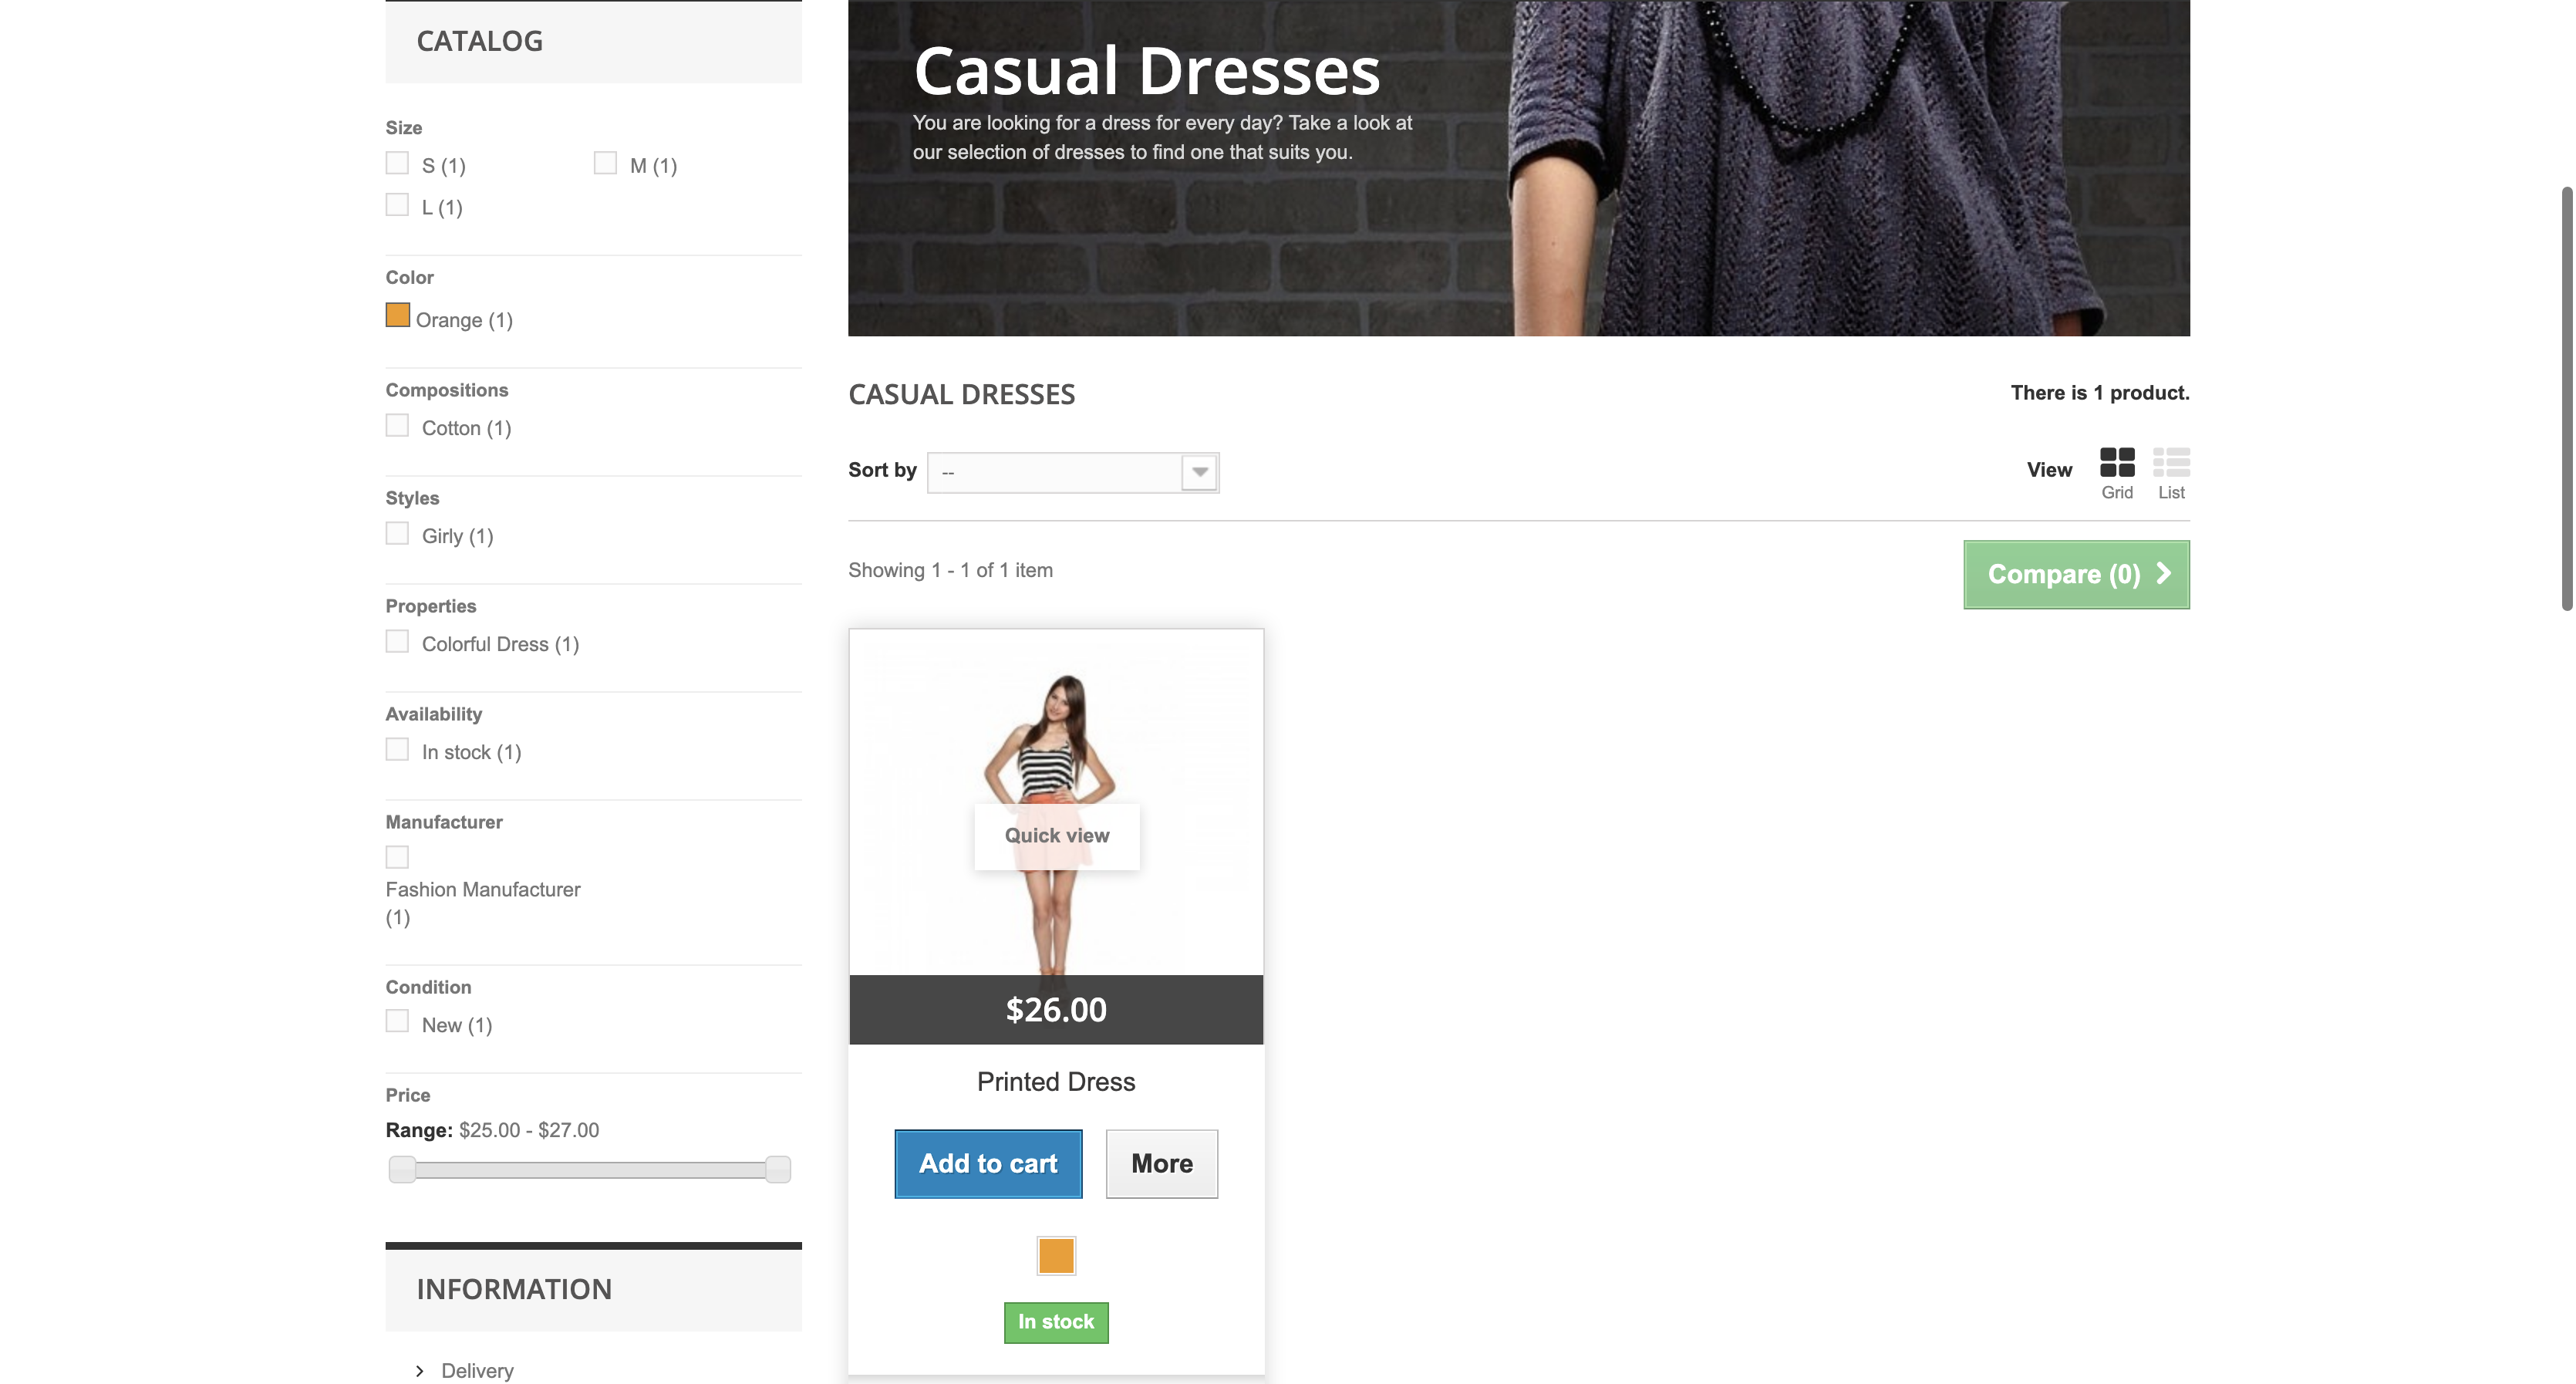 CATALOG
Size
S (1)
M (1)
L (1)
Color
Orange (1)
Compositions
Cotton (1)
Styles
Girly (1)
Properties
Colorful Dress (1)
Availability
In stock (1)
Manufacturer
Fashion Manufacturer
(1)
Condition
New (1)
Price
Range: $25.00 - $27.00
INFORMATION
Delivery
Casual Dresses
You are looking for a dress for every day? Take a look at
our selection of dresses to find one that suits you.
CASUAL DRESSES
There is 1 product.
Sort by
--
View
Grid
List
Showing 1 - 1 of 1 item
Compare (0)
Quick view
$26.00
Printed Dress
Add to cart
More
In stock